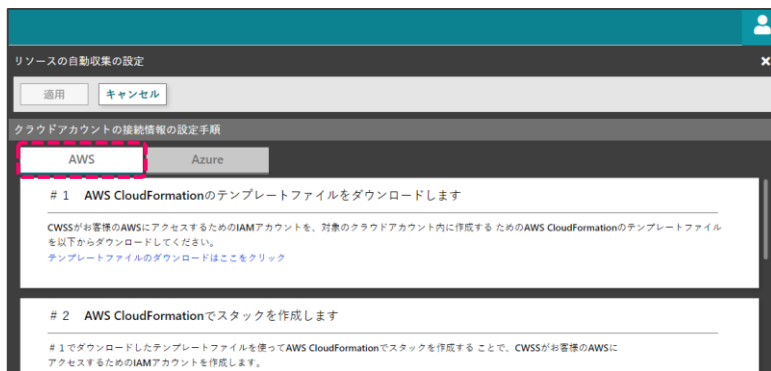 リソースの自動収集の設定
適用 キャンセル
クラウドアカウントの接続情報の設定手順
AWS Azure
# 1 AWS CloudFormationのテンプレートファイルをダウンロードします
CWSSがお客様のAWSにアクセスするためのIAMアカウントを、対象のクラウドアカウント内に作成する ためのAWS CloudFormationのテンプレートファイル
を以下からダウンロードしてください。
テンプレートファイルのダウンロードはここをクリック
# 2 AWS CloudFormationでスタックを作成します
# 1でダウンロードしたテンプレートファイルを使ってAWS CloudFormationでスタックを作成する ことで、CWSSがお客様のAWSに
アクセスするためのIAMアカウントを作成します。